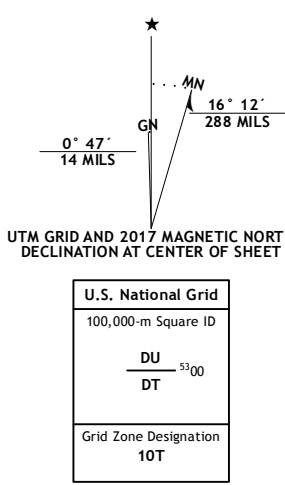 ★
MN
GN
16° 12´
288 MILS
0° 47´
14 MILS
UTM GRID AND 2017 MAGNETIC NORT
DECLINATION AT CENTER OF SHEET
U.S. National Grid
100,000-m Square ID
DU
5300
DT
Grid Zone Designation
10T